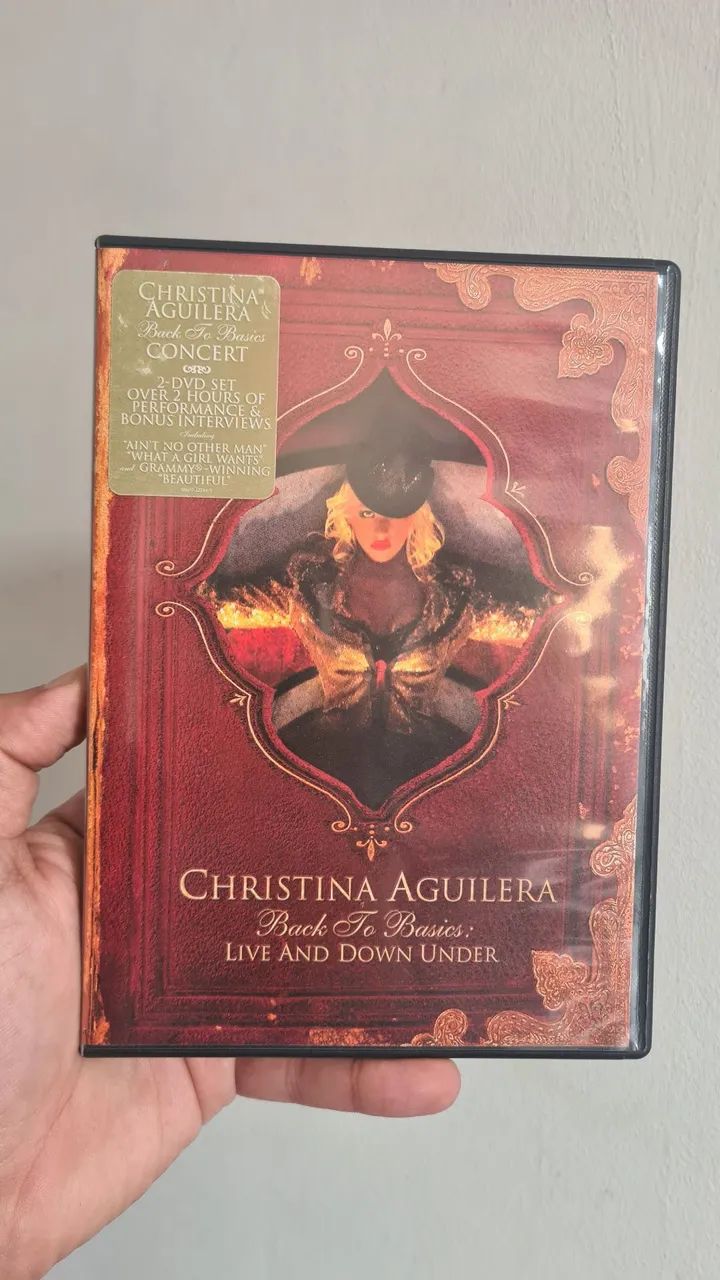 CHRISTINA
AGUILERA
Back To Basics
CONCERT
2-DVD SET
OVER 2 HOURS OF
PERFORMANCE &
BONUS INTERVIEWS
Including
"AIN'T NO OTHER MAN"
"WHAT A GIRL WANTS"
and GRAMMY®-WINNING
"BEAUTIFUL"
CHRISTINA AGUILERA
Back To Basics:
LIVE AND DOWN UNDER